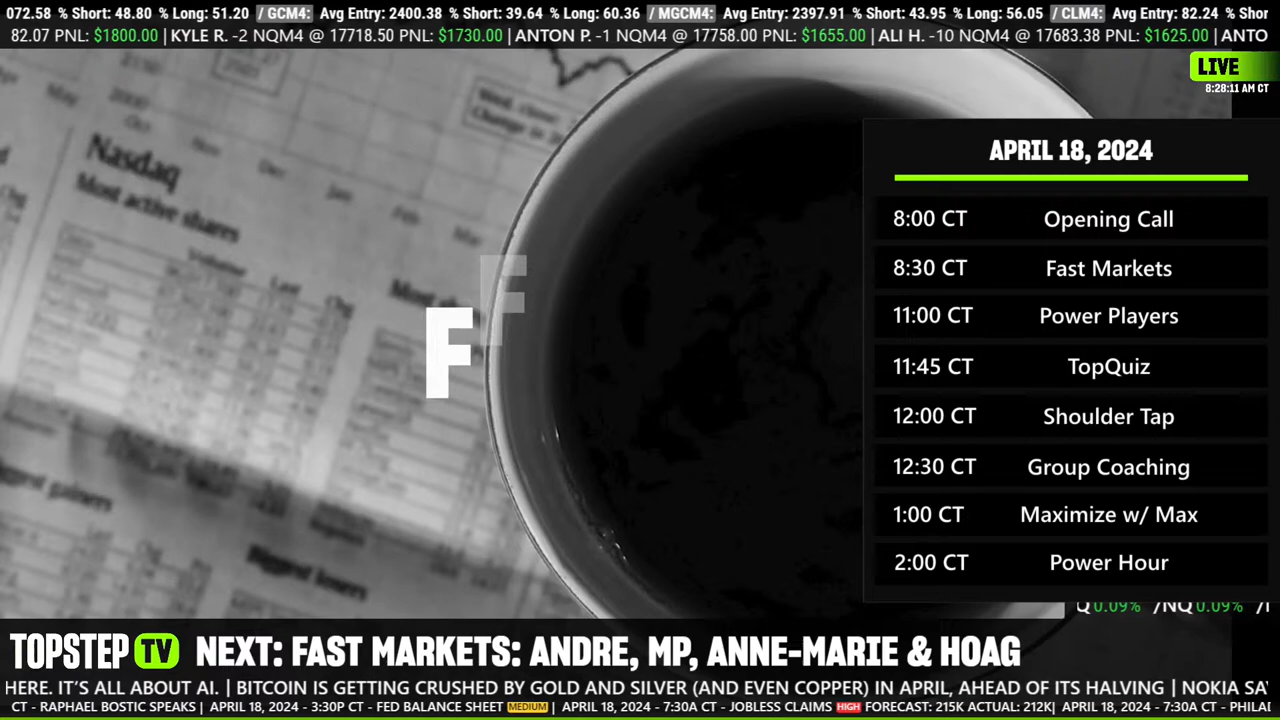 072.58 % Short: 48.80 % Long: 51.20 / GCM4: Avg Entry: 2400.38 % Short: 39.64 % Long: 60.36 / MGCM4: Avg Entry: 2397.91 % Short: 43.95 % Long: 56.05 / CLM4: Avg Entry: 82.24 % Shor
82.07 PNL: $1800.00 | KYLE R. -2 NQM4 @ 17718.50 PNL: $1730.00 | ANTON P. -1 NQM4 @ 17758.00 PNL: $1655.00 | ALI H. -10 NQM4 @ 17683.38 PNL: $1625.00 | ANTO
LIVE
8:28:11 AM CT
Nasdaq
Most active shares
Volume
Last
Chg
Biggest losers
F
F
APRIL 18, 2024
8:00 CT Opening Call
8:30 CT Fast Markets
11:00 CT Power Players
11:45 CT TopQuiz
12:00 CT Shoulder Tap
12:30 CT Group Coaching
1:00 CT Maximize w/ Max
2:00 CT Power Hour
Q 0.09% /NQ 0.09%
TOPSTEP TV NEXT: FAST MARKETS: ANDRE, MP, ANNE-MARIE & HOAG
HERE. IT'S ALL ABOUT AI. | BITCOIN IS GETTING CRUSHED BY GOLD AND SILVER (AND EVEN COPPER) IN APRIL, AHEAD OF ITS HALVING | NOKIA SA
CT - RAPHAEL BOSTIC SPEAKS | APRIL 18, 2024 - 3:30P CT - FED BALANCE SHEET MEDIUM | APRIL 18, 2024 - 7:30A CT - JOBLESS CLAIMS HIGH FORECAST: 215K ACTUAL: 212K| APRIL 18, 2024 - 7:30A CT - PHILA